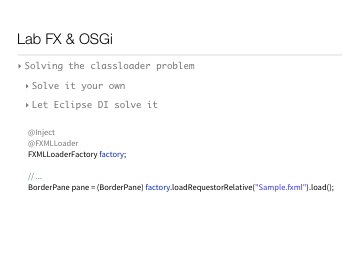 Lab FX & OSGi
‣ Solving the classloader problem
‣ Solve it your own
‣ Let Eclipse DI solve it
@Inject
@FXMLLoader
FXMLLoaderFactory factory;
// ...
BorderPane pane = (BorderPane) factory.loadRequestorRelative("Sample.fxml").load();